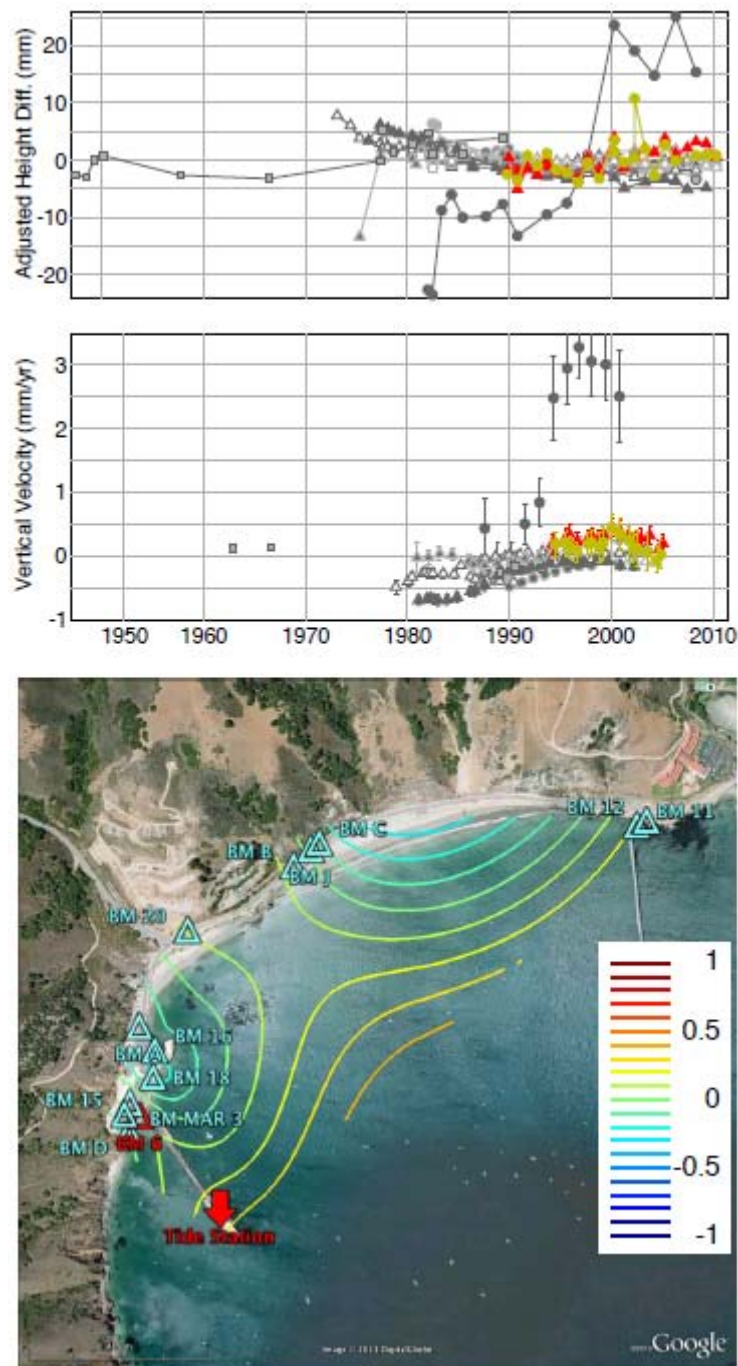 Adjusted Height Diff. (mm)
20
10
0
-10
-20
Vertical Velocity (mm/yr)
3
2
1
0
-1
1950 1960 1970 1980 1990 2000 2010
BM 12 BM 11
BM C
BM B
BM J
BM 20
BM 16
BM A
BM 18
BM 15
BM MAR 3
BM D BM 6
Tide Station
1
0.5
0
-0.5
-1
Google